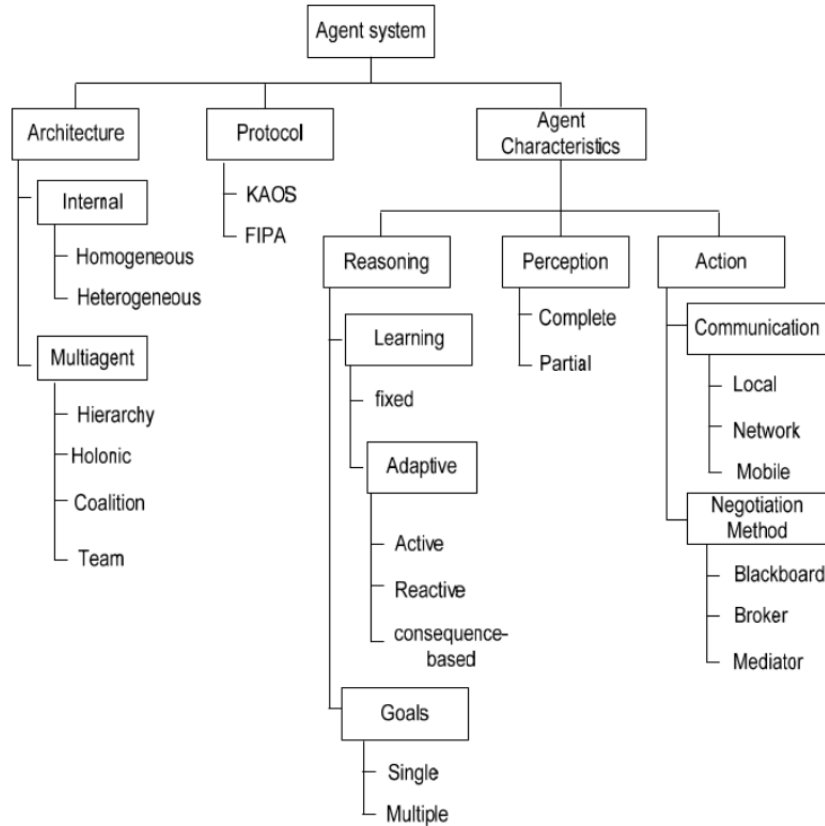 Agent system
Architecture
Protocol
Agent
Characteristics
Internal
Homogeneous
Heterogeneous
Multiagent
Hierarchy
Holonic
Coalition
Team
KAOS
FIPA
Reasoning
Perception
Action
Learning
fixed
Adaptive
Active
Reactive
consequence-
based
Goals
Single
Multiple
Complete
Partial
Communication
Local
Network
Mobile
Negotiation
Method
Blackboard
Broker
Mediator